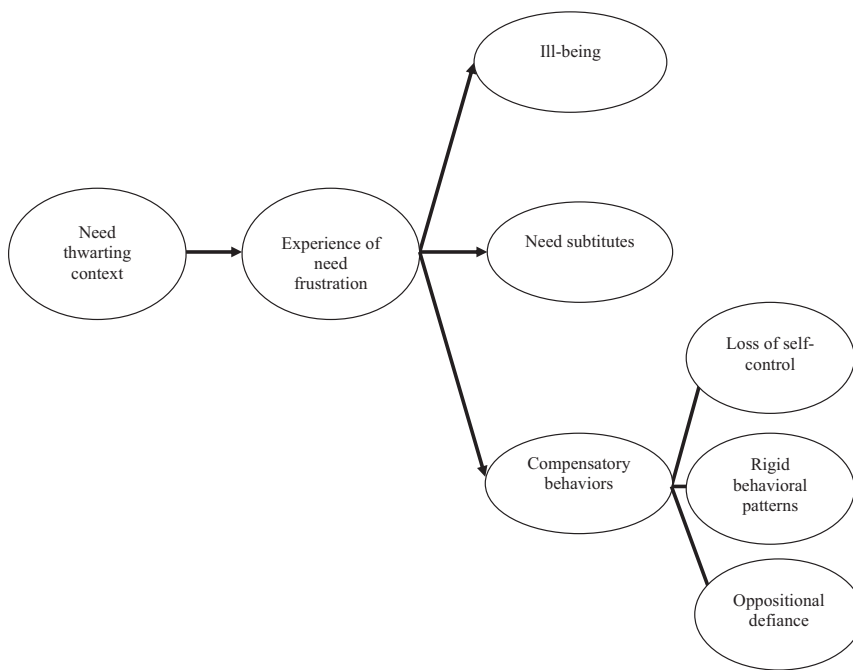 Ill-being
Need
thwarting
context
Experience of
need
frustration
Need subtitutes
Compensatory
behaviors
Loss of self-
control
Rigid
behavioral
patterns
Oppositional
defiance